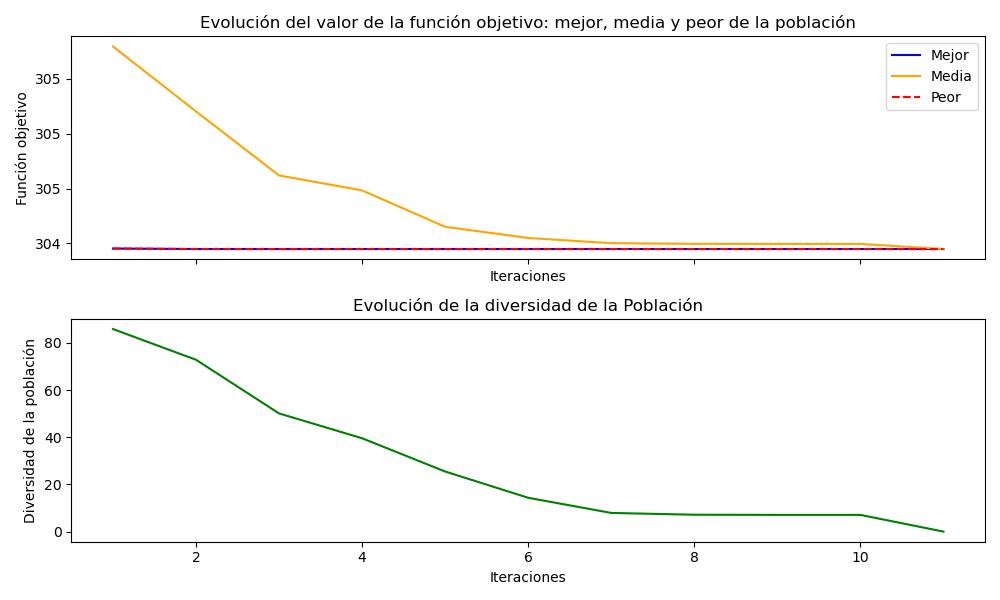 Evolución del valor de la función objetivo: mejor, media y peor de la población
Función objetivo
305
305
305
304
Mejor
Media
Peor
Iteraciones
Evolución de la diversidad de la Población
Diversidad de la población
80
60
40
20
0
2 4 6 8 10
Iteraciones